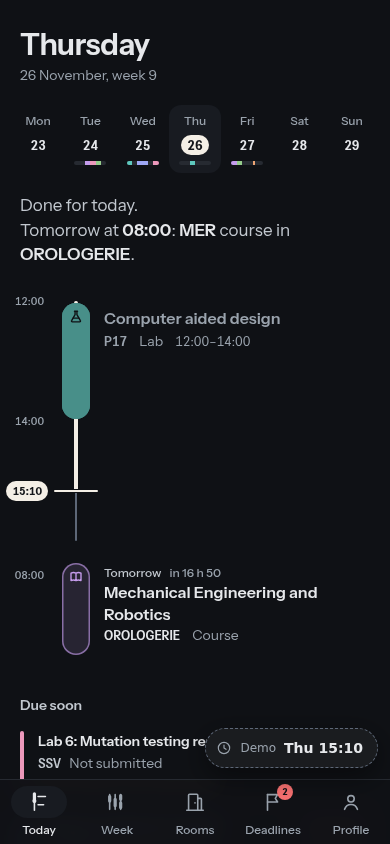 Thursday
26 November, week 9
Mon Tue Wed Thu Fri Sat Sun
23 24 25 26 27 28 29
Done for today.
Tomorrow at 08:00: MER course in
OROLOGERIE.
12:00
Computer aided design
P17 Lab 12:00–14:00
14:00
15:10
Tomorrow in 16 h 50
08:00
Mechanical Engineering and
Robotics
OROLOGERIE Course
Due soon
Lab 6: Mutation testing
SSV Not submitted
Demo Thu 15:10
2
Today Week Rooms Deadlines Profile